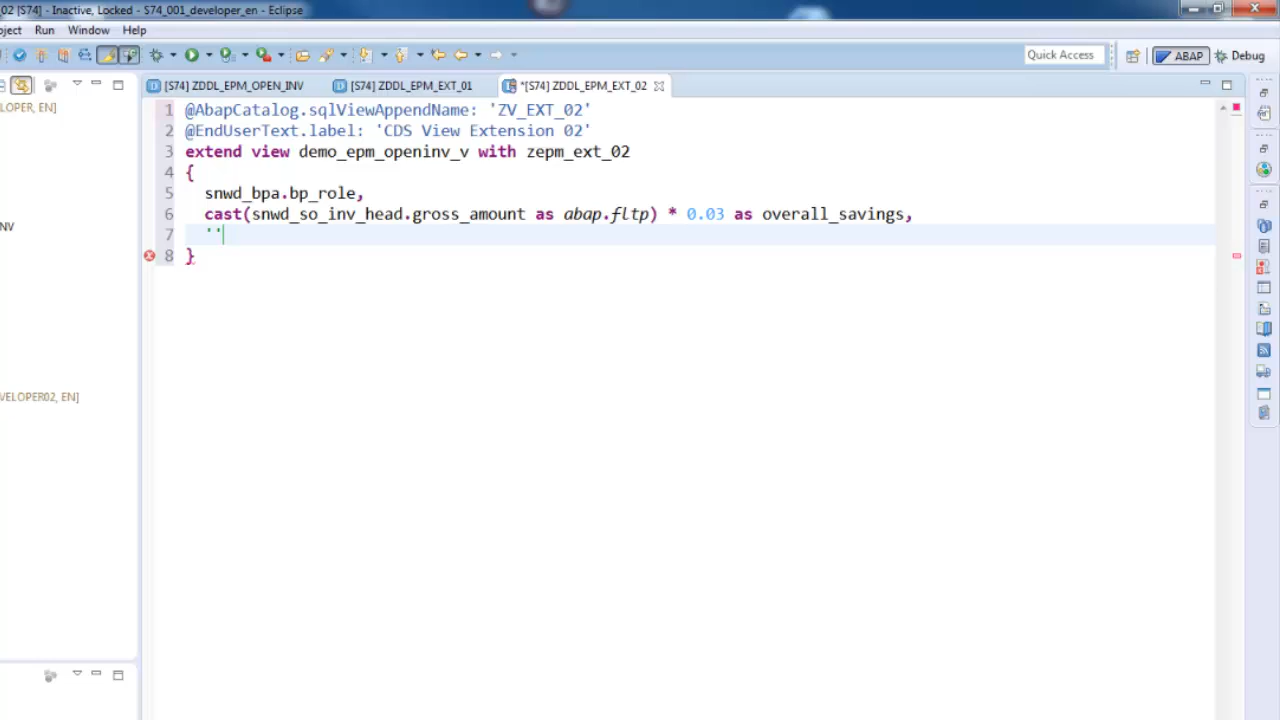 02 [S74] - Inactive, Locked - S74_001_developer_en - Eclipse
oject Run Window Help
Quick Access ABAP Debug
[S74] ZDDL_EPM_OPEN_INV [S74] ZDDL_EPM_EXT_01 *[S74] ZDDL_EPM_EXT_02
LOPER, EN]
1 @AbapCatalog.sqlViewAppendName: 'ZV_EXT_02'
2 @EndUserText.label: 'CDS View Extension 02'
3 extend view demo_epm_openinv_v with zepm_ext_02
4 {
5 snwd_bpa.bp_role,
6 cast(snwd_so_inv_head.gross_amount as abap.fltp) * 0.03 as overall_savings,
NV
7 ''
8 }
VELOPER02, EN]